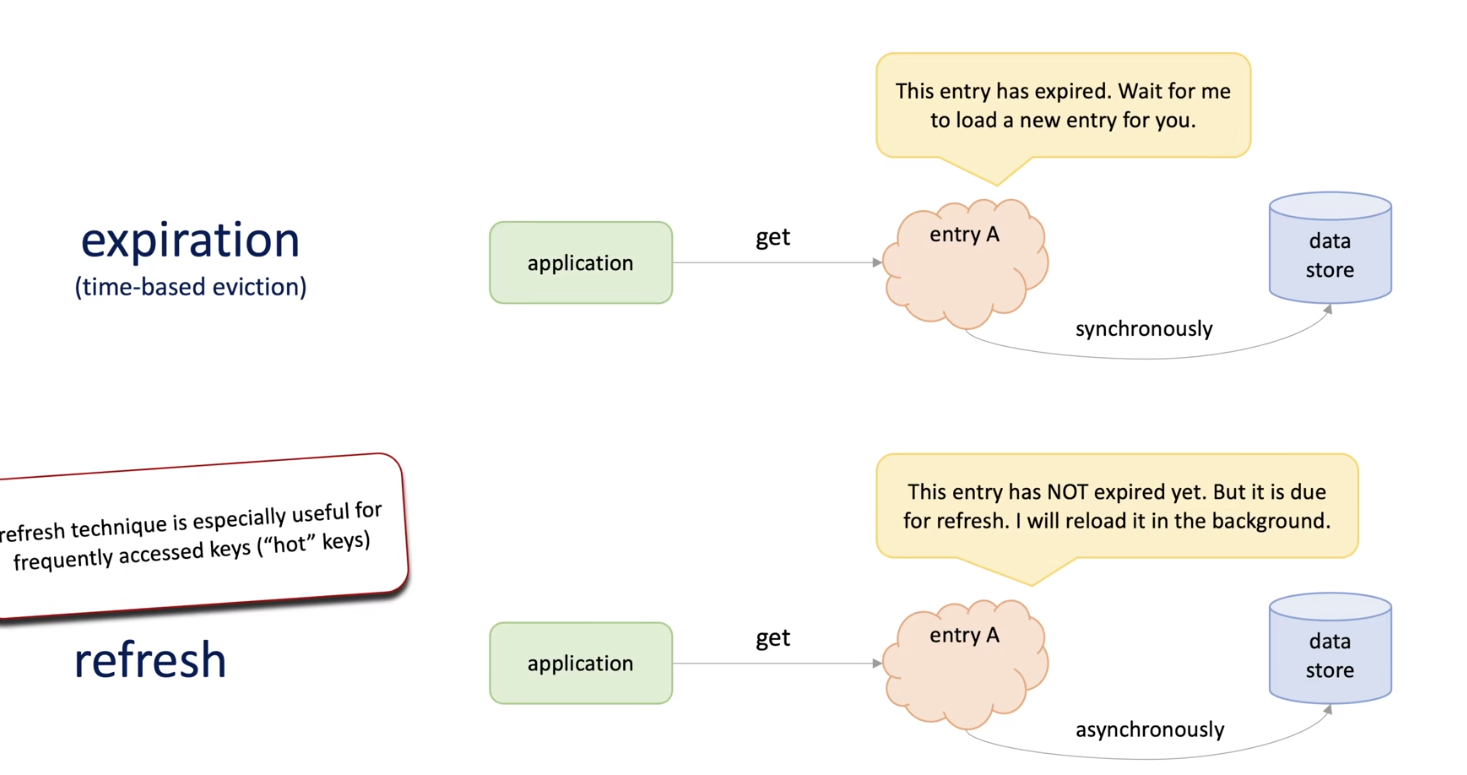 This entry has expired. Wait for me
to load a new entry for you.
expiration
(time-based eviction)
application
get
entry A
data
store
synchronously
refresh technique is especially useful for
frequently accessed keys (“hot” keys)
This entry has NOT expired yet. But it is due
for refresh. I will reload it in the background.
refresh
application
get
entry A
data
store
asynchronously